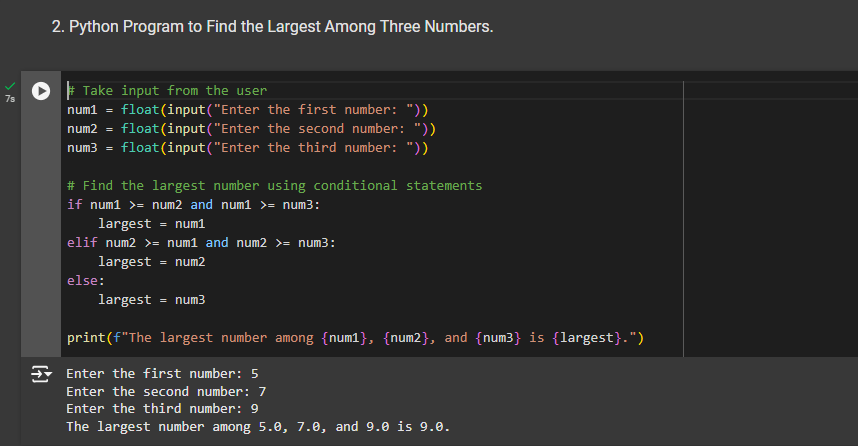 2. Python Program to Find the Largest Among Three Numbers.
7s
# Take input from the user
num1 = float(input("Enter the first number: "))
num2 = float(input("Enter the second number: "))
num3 = float(input("Enter the third number: "))

# Find the largest number using conditional statements
if num1 >= num2 and num1 >= num3:
    largest = num1
elif num2 >= num1 and num2 >= num3:
    largest = num2
else:
    largest = num3

print(f"The largest number among {num1}, {num2}, and {num3} is {largest}.")
Enter the first number: 5
Enter the second number: 7
Enter the third number: 9
The largest number among 5.0, 7.0, and 9.0 is 9.0.